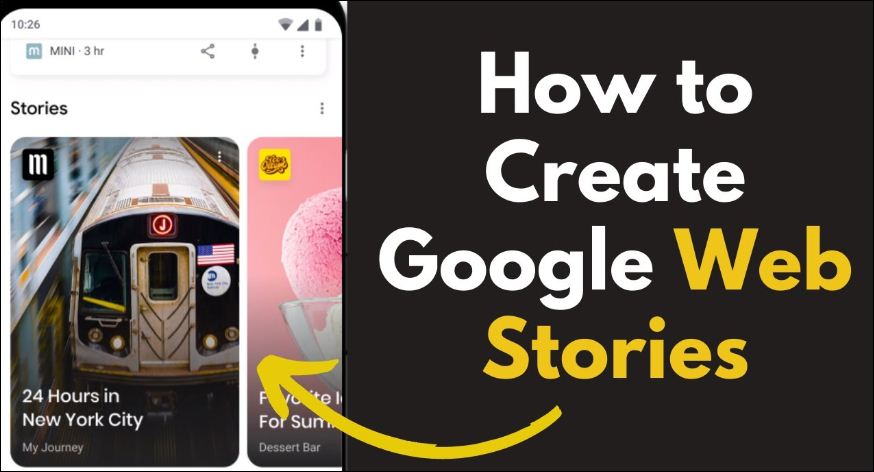 10:26
m MINI · 3 hr
Stories
m
J
24 Hours in
New York City
My Journey
For Sum
Dessert Bar
How to
Create
Google Web
Stories